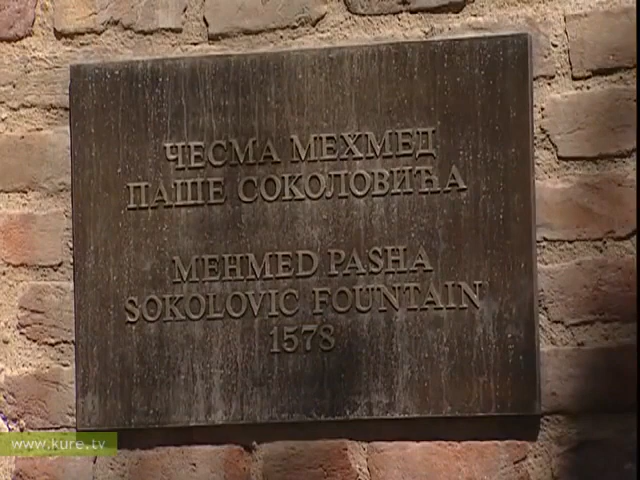 ЧЕСМА МЕХМЕД
ПАШЕ СОКОЛОВИЋА
MEHMED PASHA
SOKOLOVIC FOUNTAIN
1578
www.kure.tv